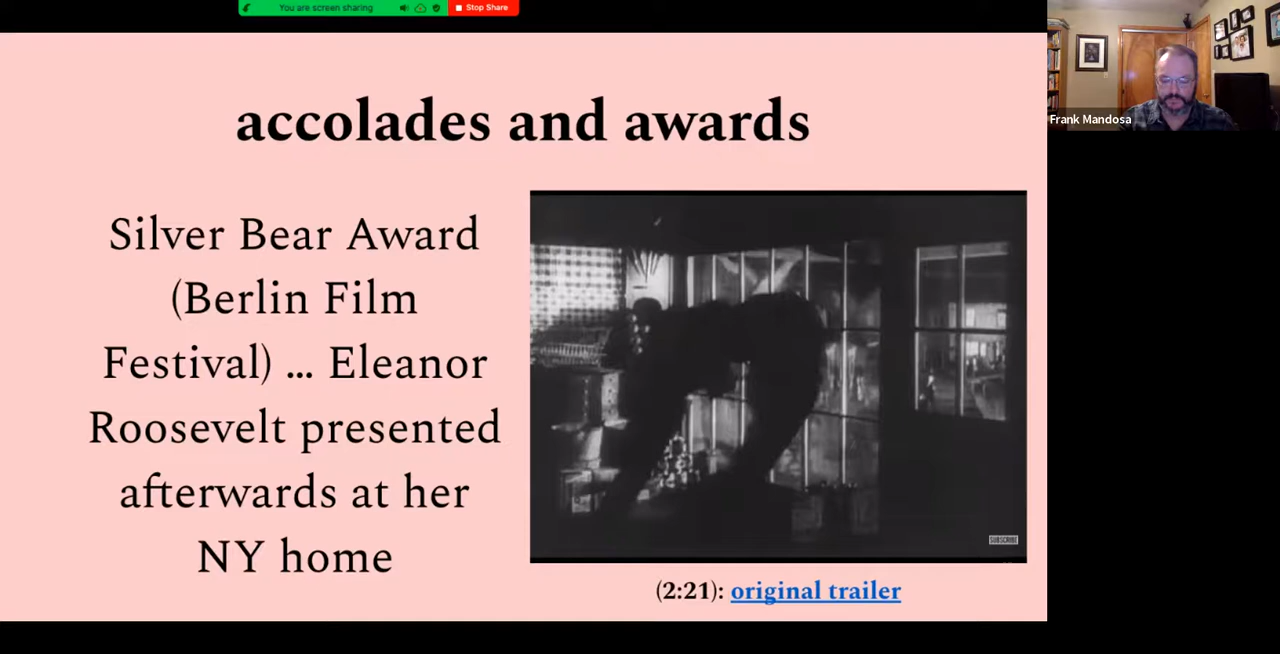 You are screen sharing
Stop Share
accolades and awards
Silver Bear Award
(Berlin Film
Festival) ... Eleanor
Roosevelt presented
afterwards at her
NY home
SUBSCRIBE
(2:21): original trailer
Frank Mandosa